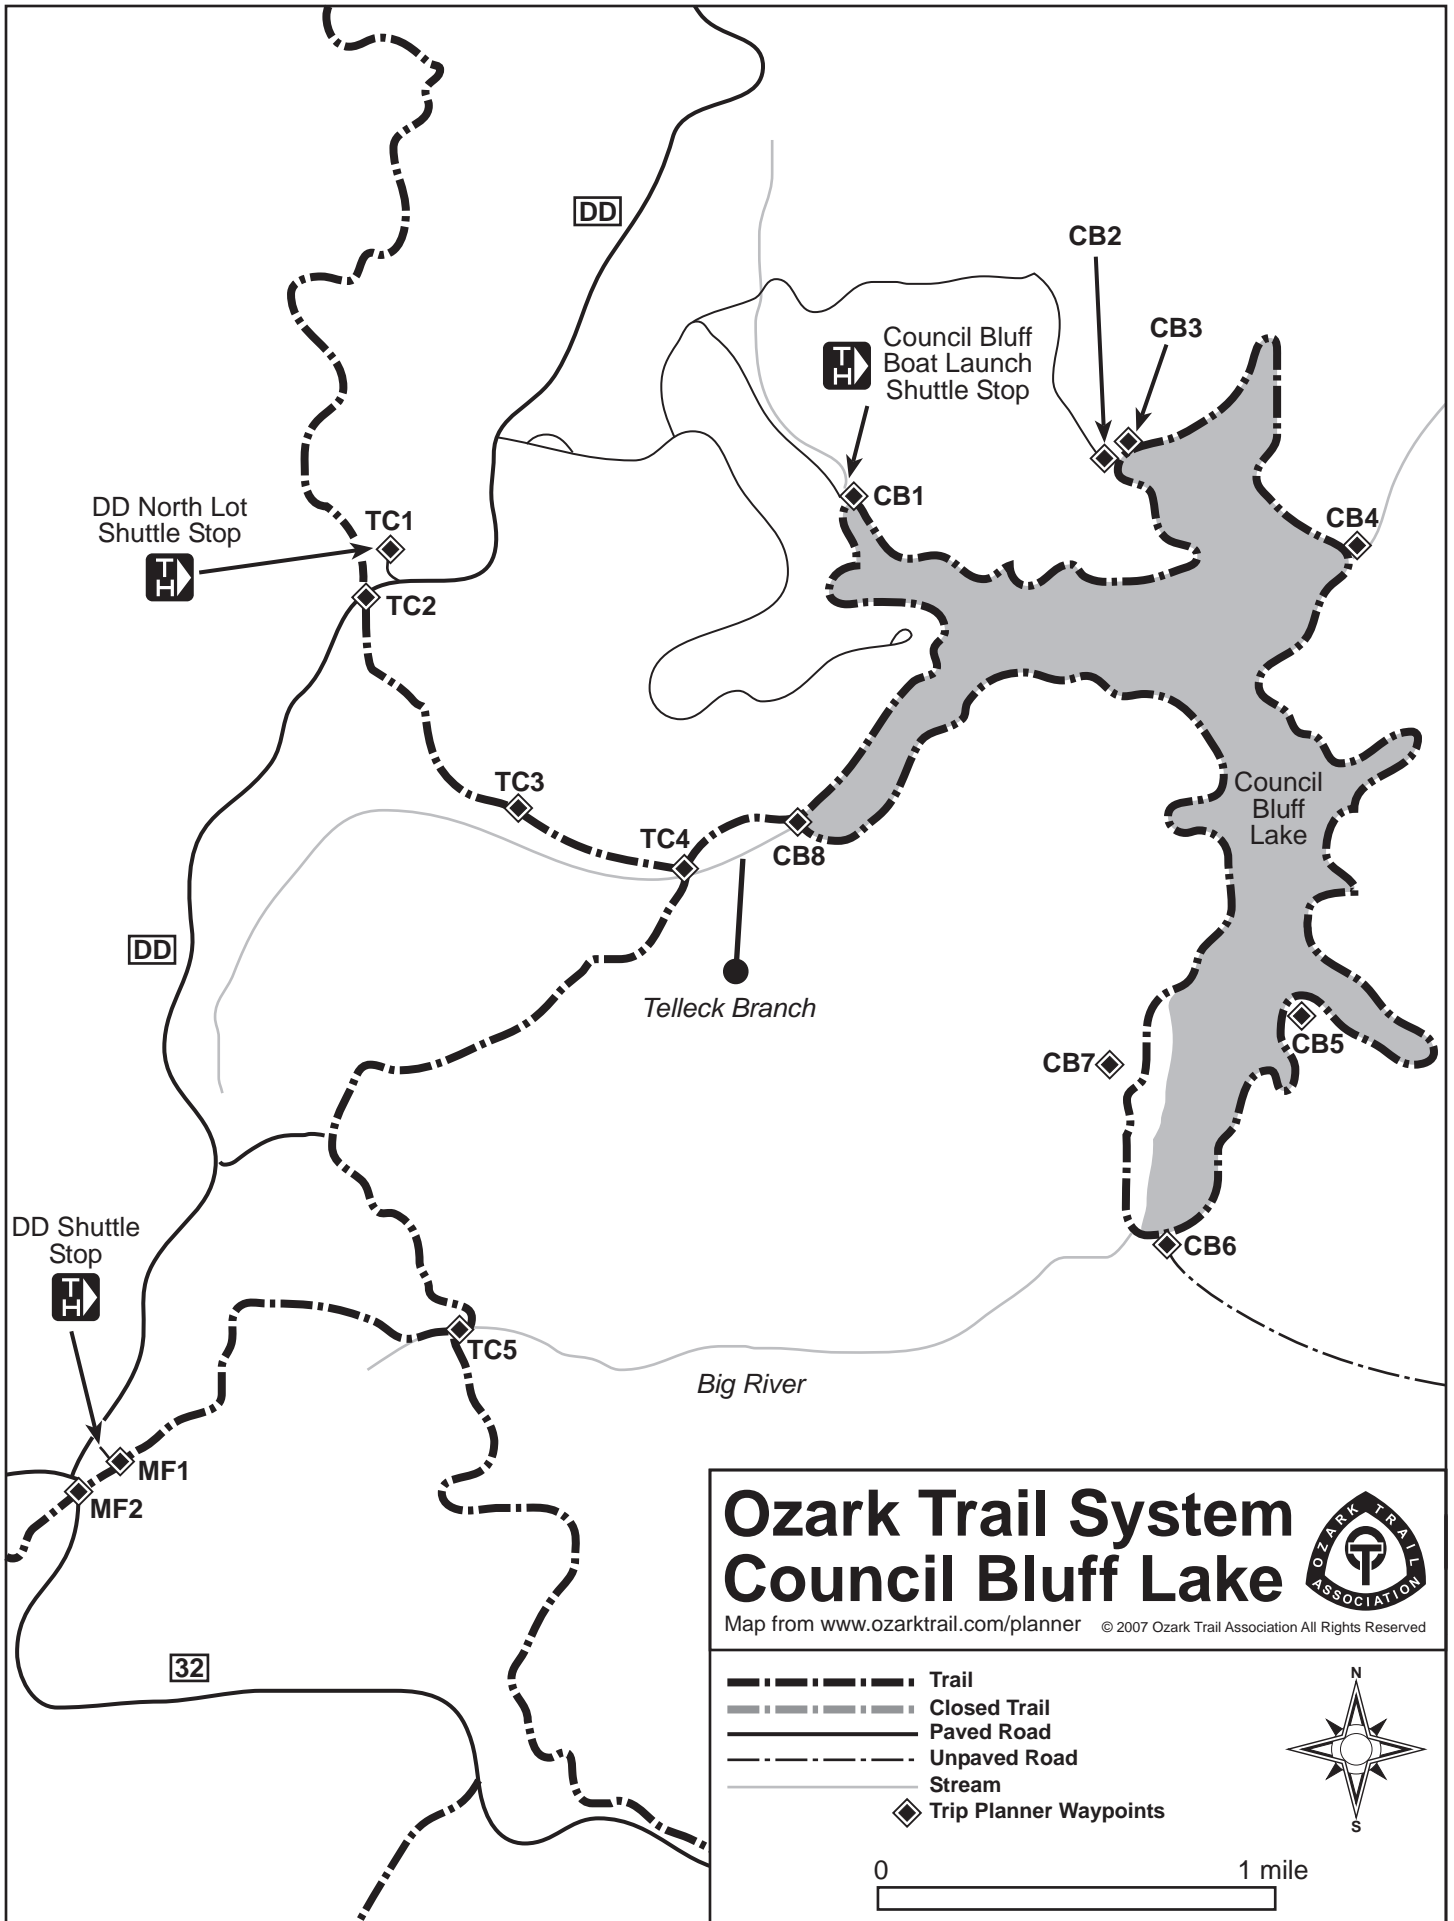 DD
CB2
CB3
Council Bluff
Boat Launch
Shuttle Stop
T
H
CB1
DD North Lot
Shuttle Stop
T
H
TC1
CB4
TC2
TC3
Council
Bluff
Lake
TC4
CB8
DD
Telleck Branch
CB5
CB7
DD Shuttle
Stop
T
H
CB6
TC5
Big River
MF1
MF2
32
Ozark Trail System
Council Bluff Lake
OZARK TRAIL
ASSOCIATION
Map from www.ozarktrail.com/planner © 2007 Ozark Trail Association All Rights Reserved
Trail
Closed Trail
Paved Road
Unpaved Road
Stream
Trip Planner Waypoints
N
S
0 1 mile